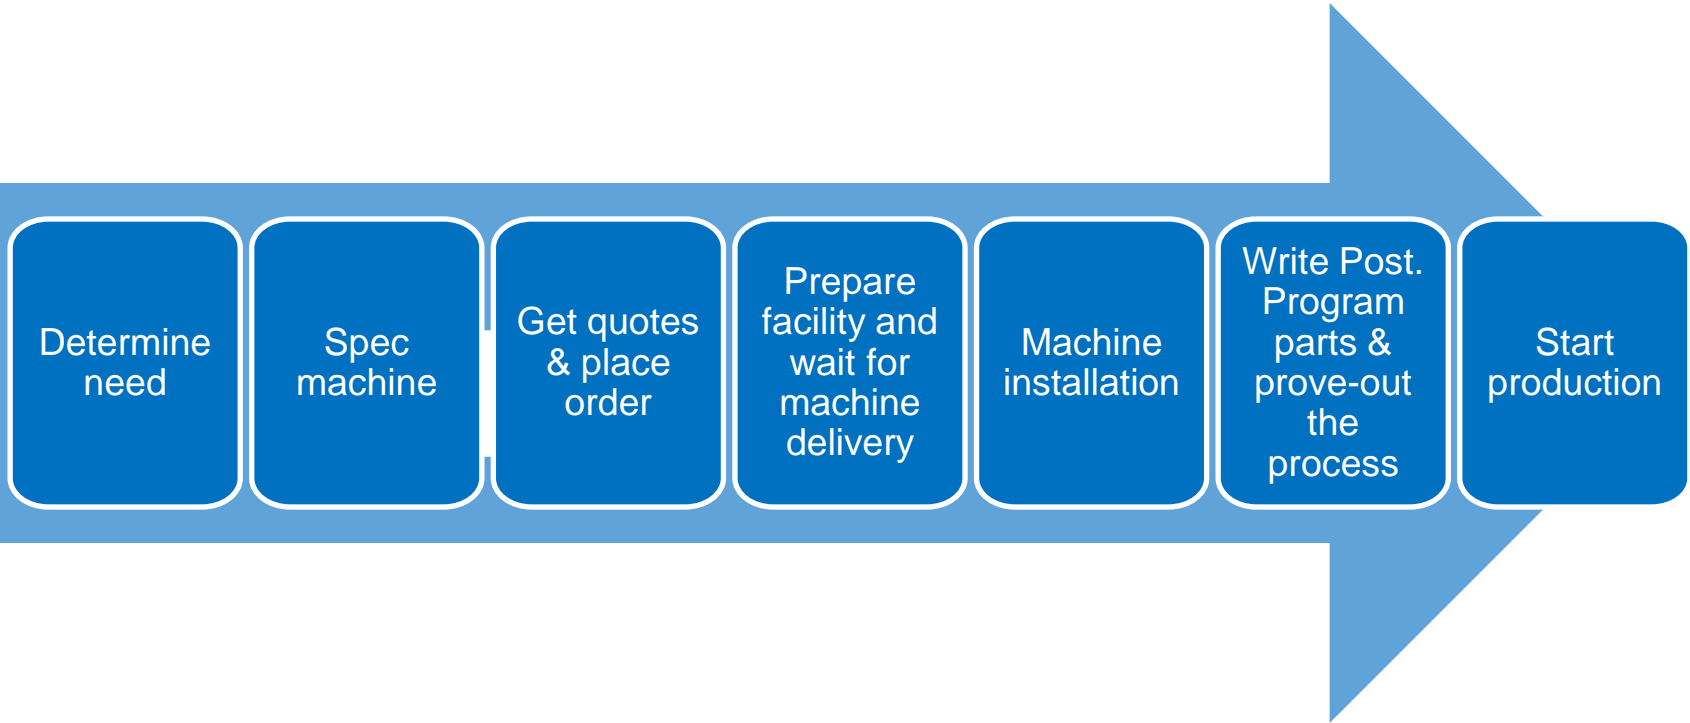 Determine
need
Spec
machine
Get quotes
& place
order
Prepare
facility and
wait for
machine
delivery
Machine
installation
Write Post.
Program
parts &
prove-out
the
process
Start
production